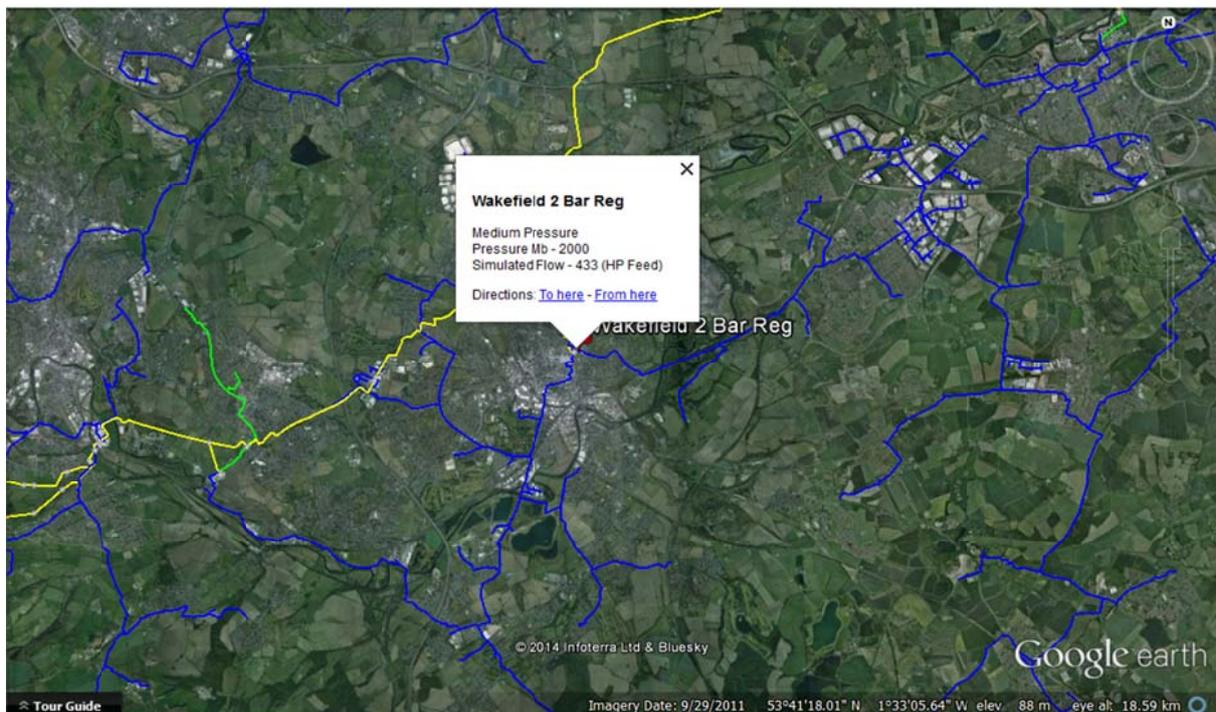 N
Wakefield 2 Bar Reg
Medium Pressure
Pressure Mb - 2000
Simulated Flow - 433 (HP Feed)
Directions: To here - From here
Wakefield 2 Bar Reg
© 2014 Infoterra Ltd & Bluesky
Google earth
Tour Guide
Imagery Date: 9/29/2011 53°41'18.01" N 1°33'05.64" W elev 88 m eye alt 18.59 km